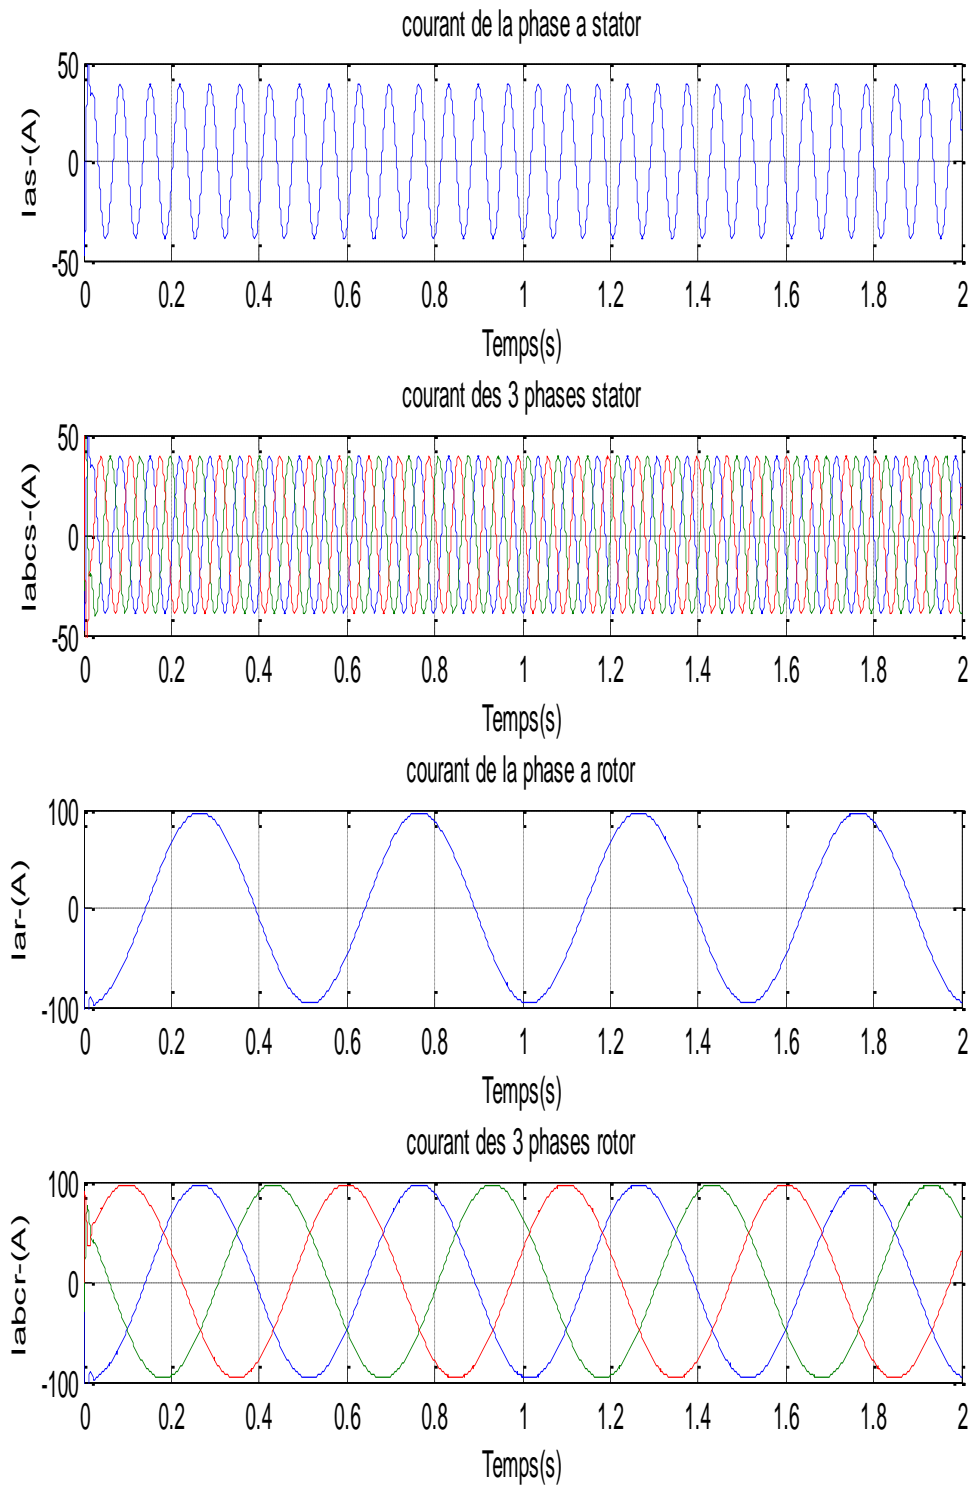 courant de la phase a stator
50
0
-50
Ias-(A)
0 0.2 0.4 0.6 0.8 1 1.2 1.4 1.6 1.8 2
Temps(s)
courant des 3 phases stator
50
0
-50
Iabcs-(A)
0 0.2 0.4 0.6 0.8 1 1.2 1.4 1.6 1.8 2
Temps(s)
courant de la phase a rotor
100
0
-100
Iar-(A)
0 0.2 0.4 0.6 0.8 1 1.2 1.4 1.6 1.8 2
Temps(s)
courant des 3 phases rotor
100
0
-100
Iabcr-(A)
0 0.2 0.4 0.6 0.8 1 1.2 1.4 1.6 1.8 2
Temps(s)